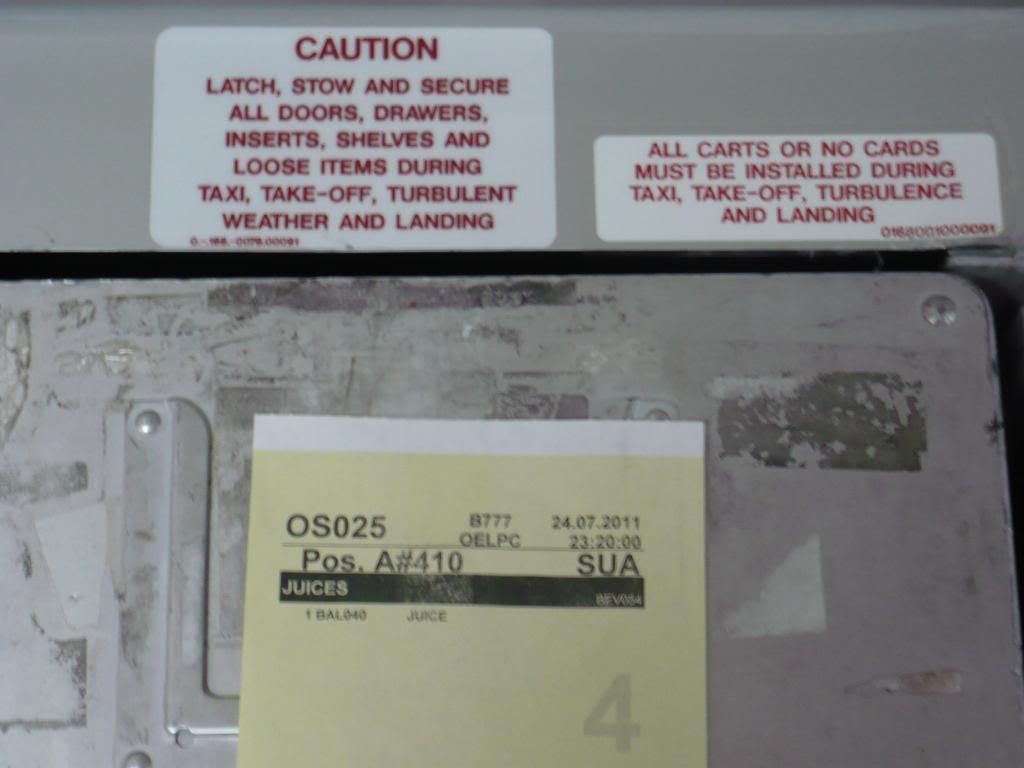 CAUTION
LATCH, STOW AND SECURE
ALL DOORS, DRAWERS,
INSERTS, SHELVES AND
LOOSE ITEMS DURING
TAXI, TAKE-OFF, TURBULENT
WEATHER AND LANDING
ALL CARTS OR NO CARDS
MUST BE INSTALLED DURING
TAXI, TAKE-OFF, TURBULENCE
AND LANDING
0168001000091
OS025 B777 24.07.2011
OELPC 23:20:00
Pos. A#410 SUA
JUICES
1 BAL040 JUICE
4